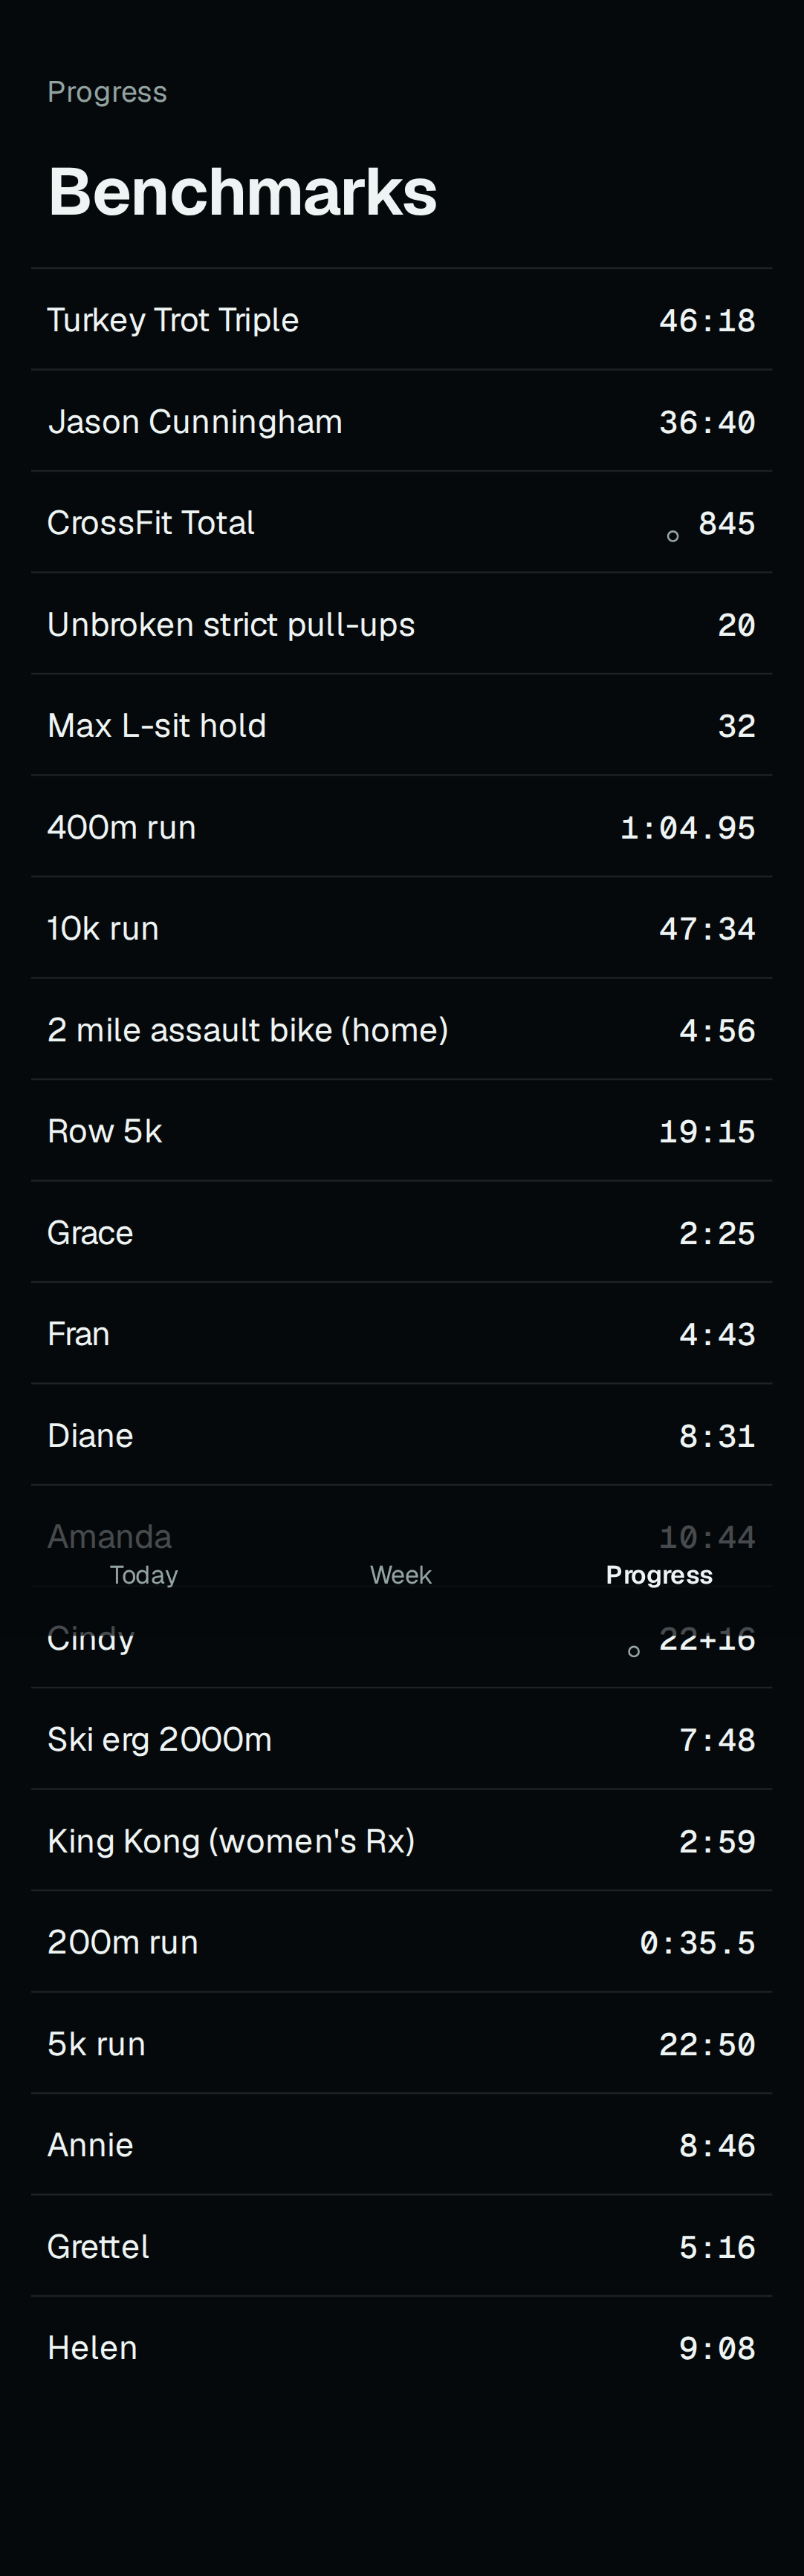 Progress
Benchmarks
Turkey Trot Triple 46:18
Jason Cunningham 36:40
CrossFit Total 845
Unbroken strict pull-ups 20
Max L-sit hold 32
400m run 1:04.95
10k run 47:34
2 mile assault bike (home) 4:56
Row 5k 19:15
Grace 2:25
Fran 4:43
Diane 8:31
Amanda 10:44
Today Week Progress
Cindy 22+16
Ski erg 2000m 7:48
King Kong (women's Rx) 2:59
200m run 0:35.5
5k run 22:50
Annie 8:46
Grettel 5:16
Helen 9:08